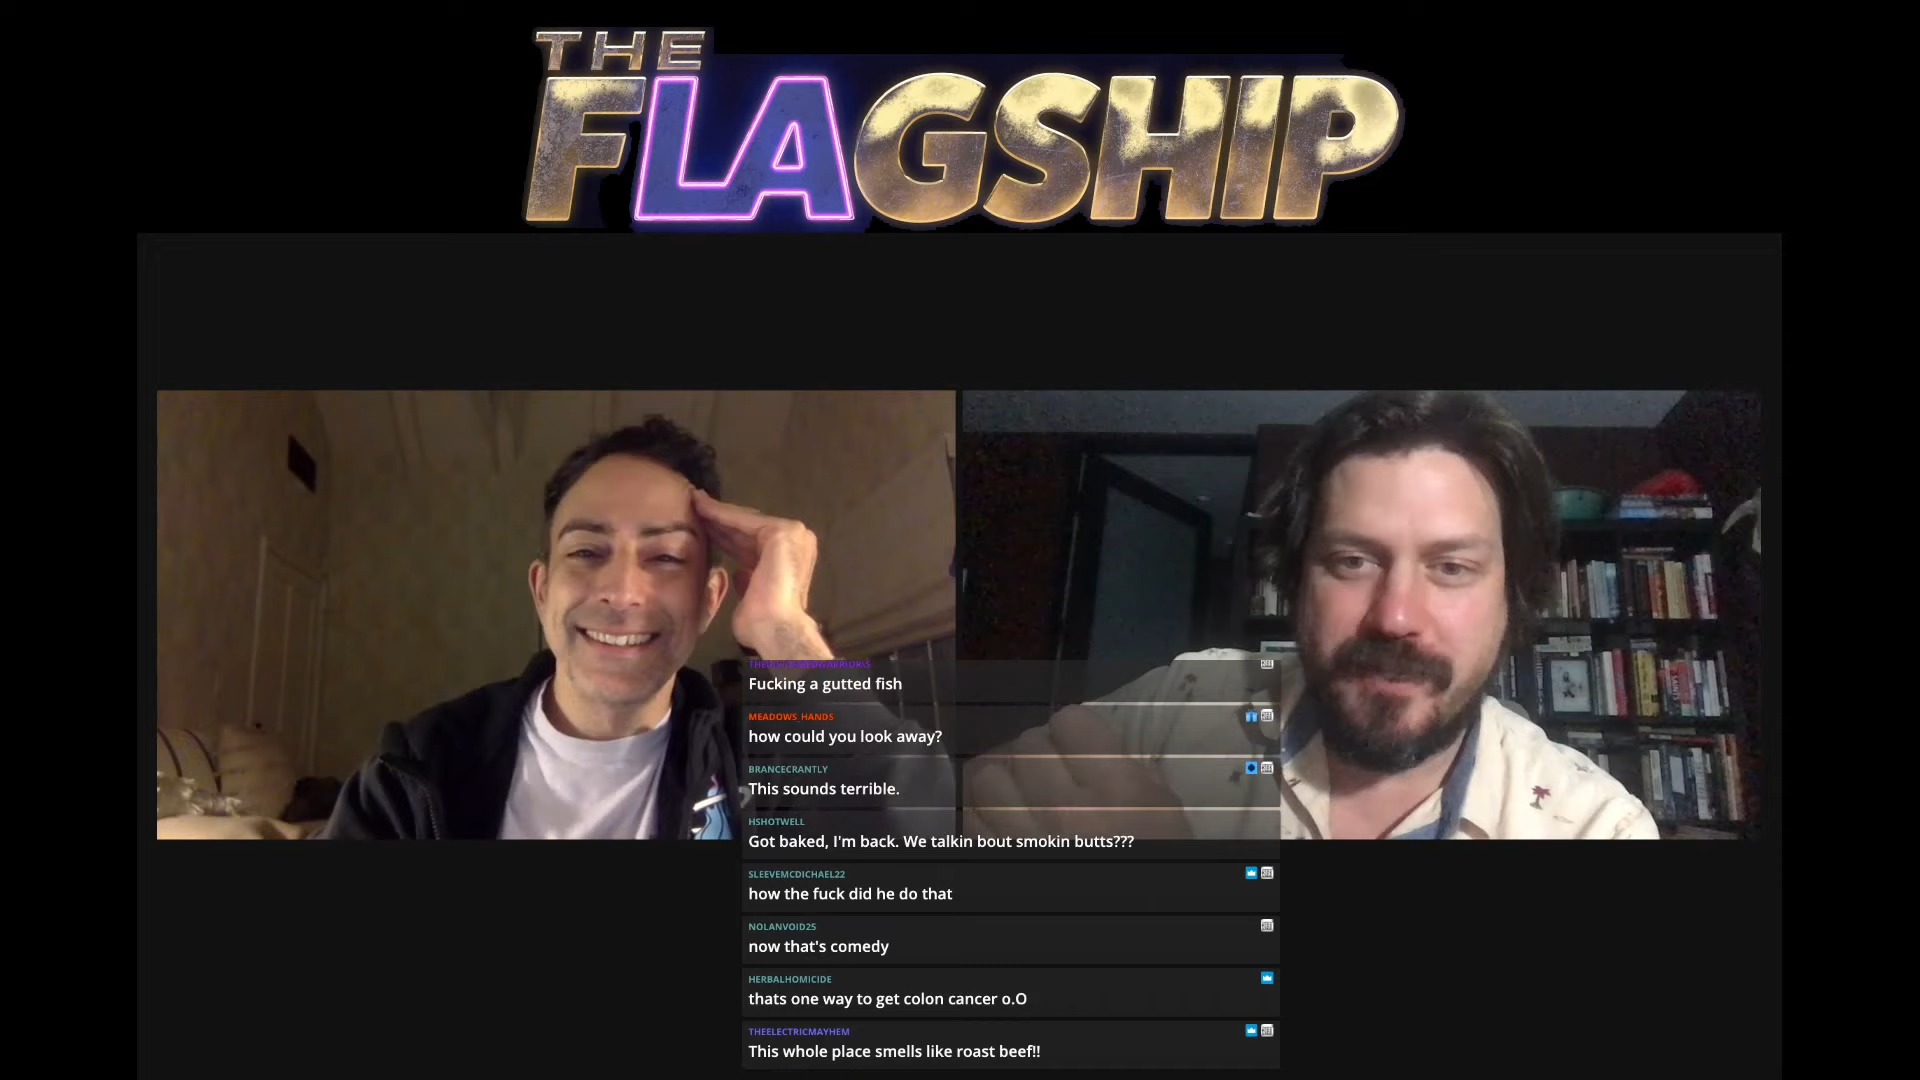 THE
FLAGSHIP
Fucking a gutted fish
MEADOWS_HANDS
how could you look away?
BRANCECRANTLY
This sounds terrible.
HSHOTWELL
Got baked, I'm back. We talkin bout smokin butts???
SLEEVEMCDICHAEL22
how the fuck did he do that
NOLANVOID25
now that's comedy
HERBALHOMICIDE
thats one way to get colon cancer o.O
THEELECTRICMAYHEM
This whole place smells like roast beef!!